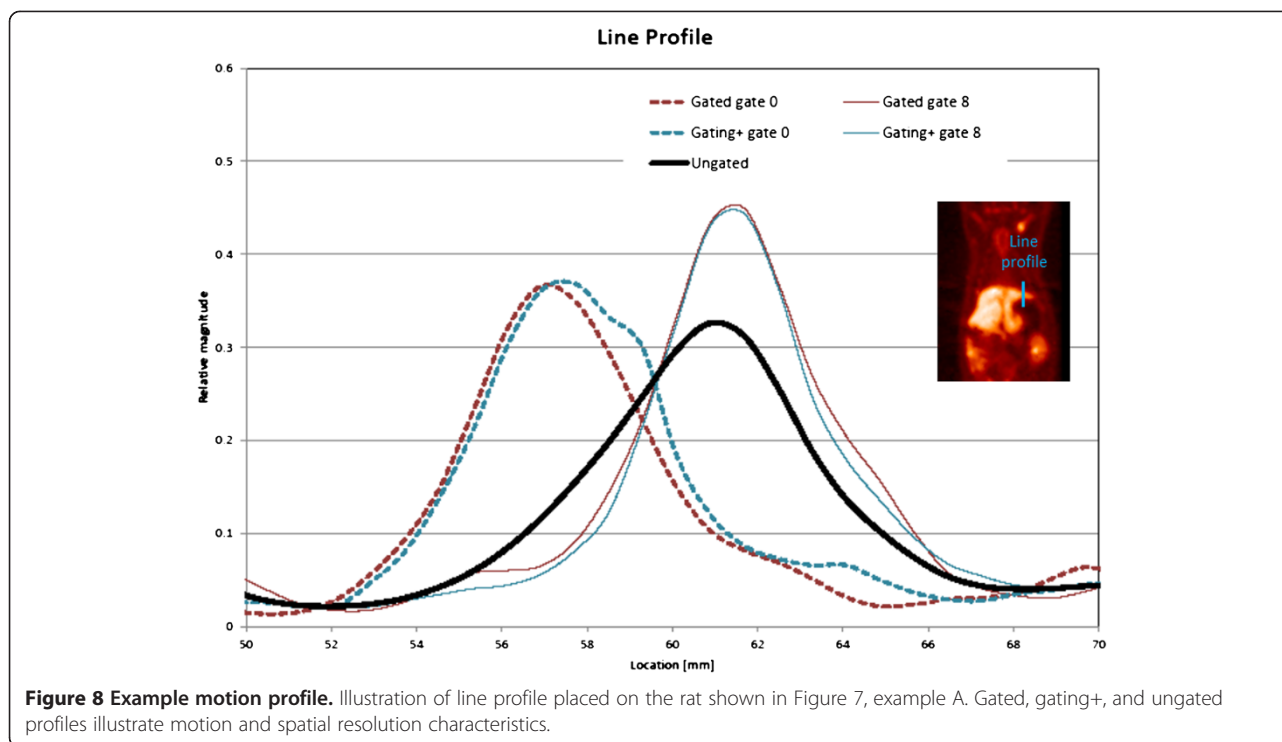 Line Profile
0.6
0.5
0.4
0.3
0.2
0.1
0
Relative magnitude
Gated gate 0
Gated gate 8
Gating+ gate 0
Gating+ gate 8
Ungated
Line
profile
50 52 54 56 58 60 62 64 66 68 70
Location [mm]
Figure 8 Example motion profile. Illustration of line profile placed on the rat shown in Figure 7, example A. Gated, gating+, and ungated
profiles illustrate motion and spatial resolution characteristics.